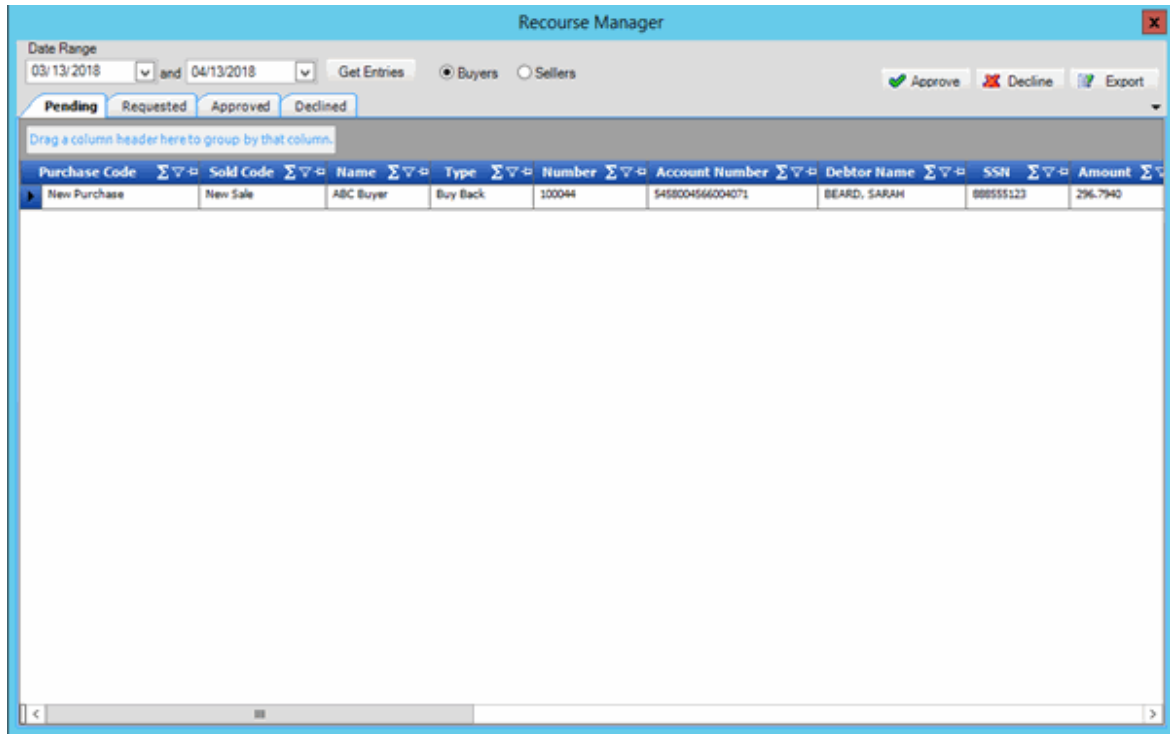 Recourse Manager
Date Range
03/13/2018 and 04/13/2018 Get Entries Buyers Sellers
Approve Decline Export
Pending Requested Approved Declined
Drag a column header here to group by that column.
Purchase Code Sold Code Name Type Number Account Number Debtor Name SSN Amount
New Purchase New Sale ABC Buyer Buy Back 100044 5458004566004071 BEARD, SARAH 888555123 296.7940